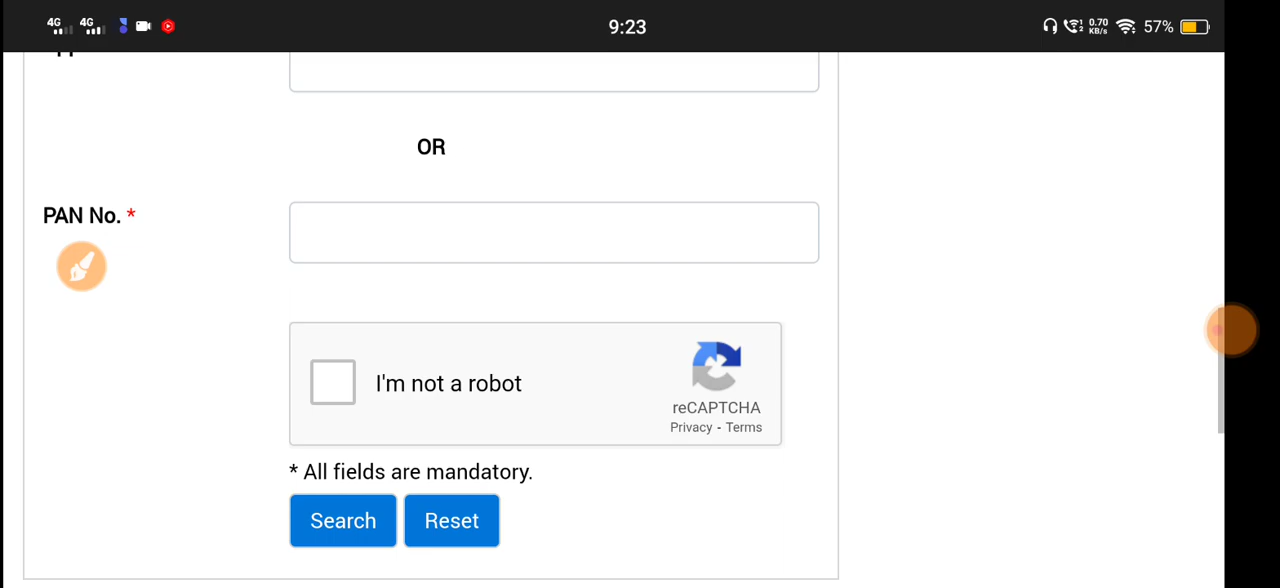 4G 4G 9:23 2 0.70 KB/s 57%
OR
PAN No. *
I'm not a robot
reCAPTCHA
Privacy - Terms
* All fields are mandatory.
Search Reset